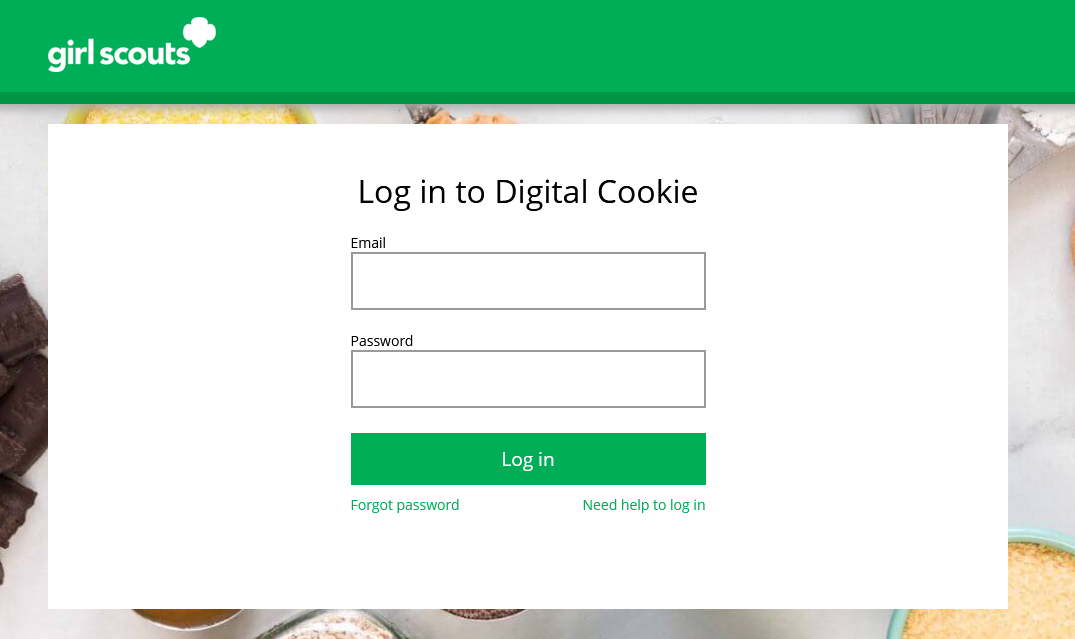 girl scouts
Log in to Digital Cookie
Email
Password
Log in
Forgot password
Need help to log in